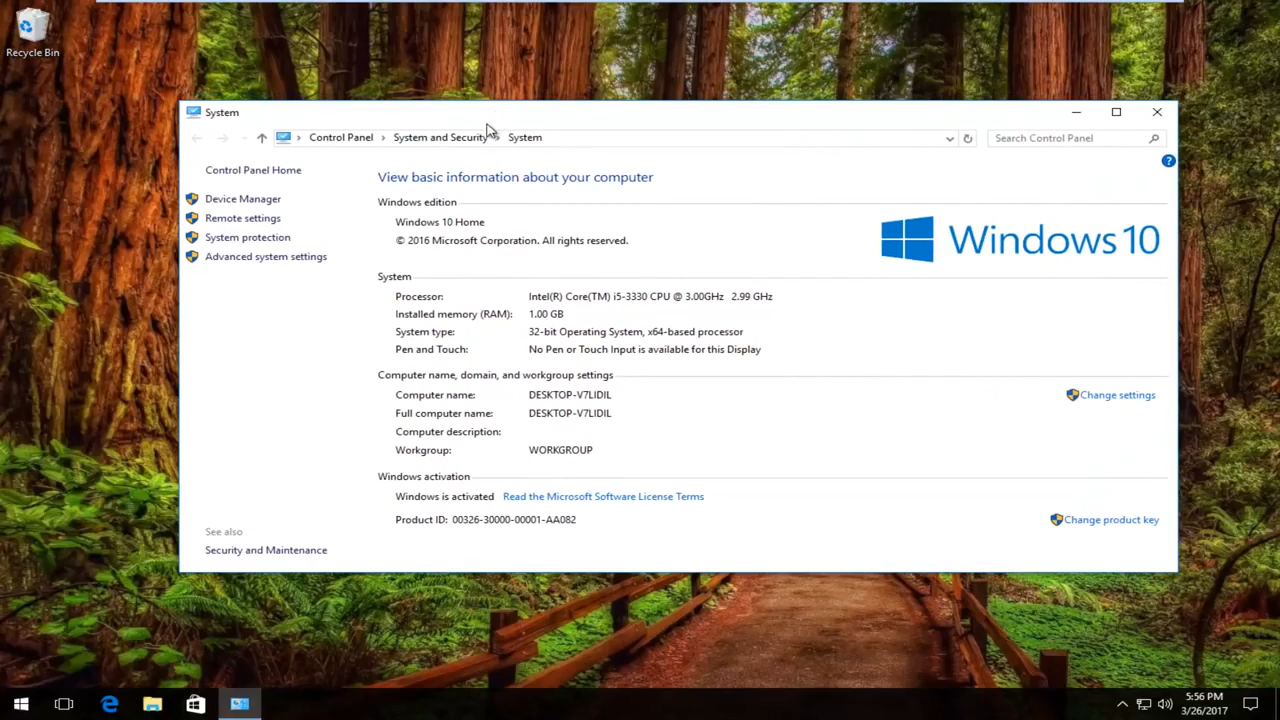 Recycle Bin
System
Control Panel > System and Security > System
Search Control Panel
?
Control Panel Home
Device Manager
Remote settings
System protection
Advanced system settings
View basic information about your computer
Windows edition
Windows 10 Home
© 2016 Microsoft Corporation. All rights reserved.
Windows 10
System
Processor: Intel(R) Core(TM) i5-3330 CPU @ 3.00GHz 2.99 GHz
Installed memory (RAM): 1.00 GB
System type: 32-bit Operating System, x64-based processor
Pen and Touch: No Pen or Touch Input is available for this Display
Computer name, domain, and workgroup settings
Computer name: DESKTOP-V7LIDIL Change settings
Full computer name: DESKTOP-V7LIDIL
Computer description:
Workgroup: WORKGROUP
Windows activation
Windows is activated Read the Microsoft Software License Terms
Product ID: 00326-30000-00001-AA082 Change product key
See also
Security and Maintenance
5:56 PM
3/26/2017